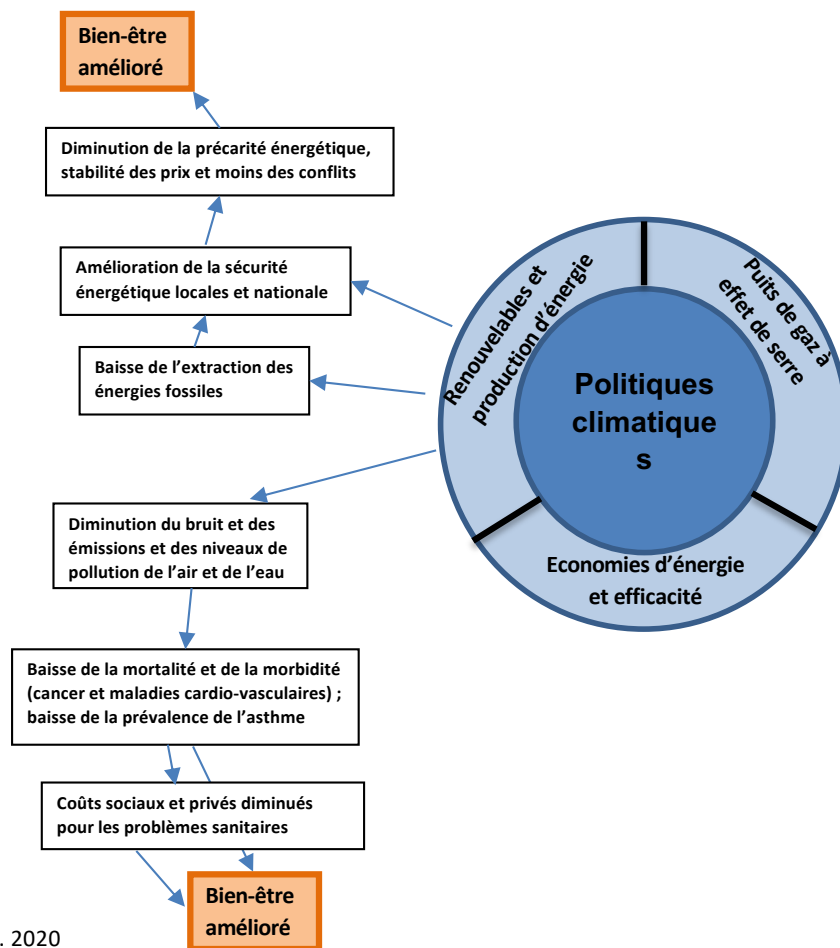 Bien-être
amélioré
Diminution de la précarité énergétique,
stabilité des prix et moins des conflits
Amélioration de la sécurité
énergétique locales et nationale
Baisse de l’extraction des
énergies fossiles
Renouvelables et
production d’énergie
Puits de gaz à
effet de serre
Politiques
climatique
s
Economies d’énergie
et efficacité
Diminution du bruit et des
émissions et des niveaux de
pollution de l’air et de l’eau
Baisse de la mortalité et de la morbidité
(cancer et maladies cardio-vasculaires) ;
baisse de la prévalence de l’asthme
Coûts sociaux et privés diminués
pour les problèmes sanitaires
Bien-être
amélioré
. 2020